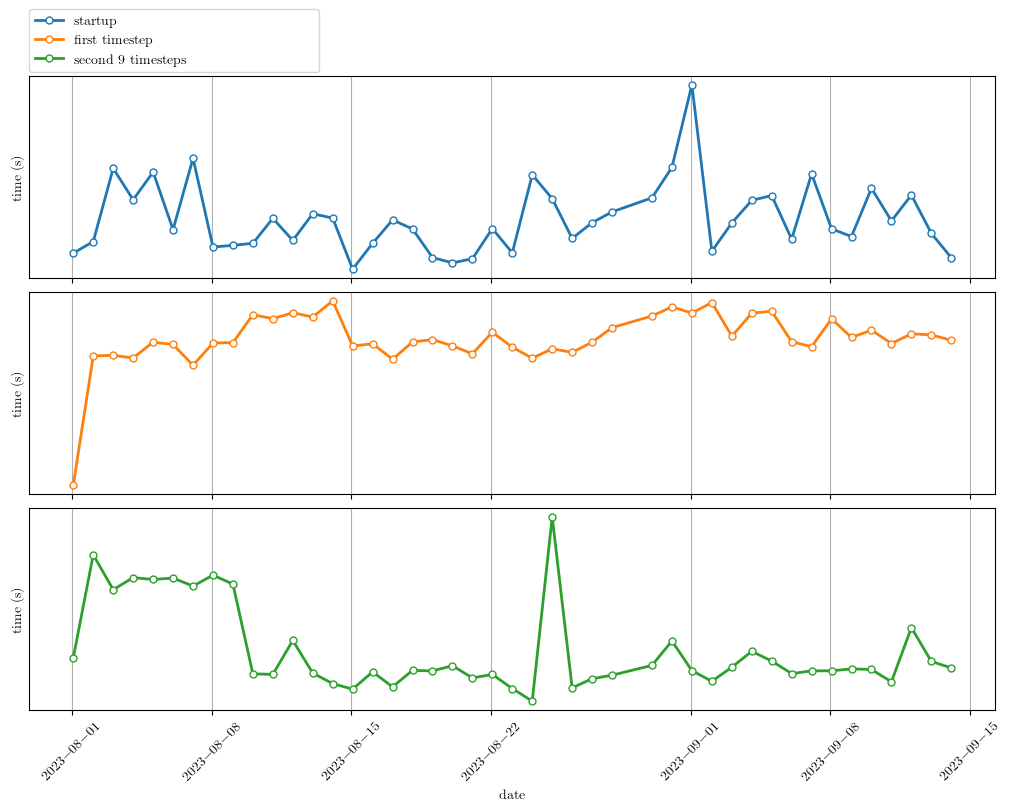 startup
first timestep
second 9 timesteps
time (s)
time (s)
time (s)
2023−08−01
2023−08−08
2023−08−15
2023−08−22
2023−09−01
2023−09−08
2023−09−15
date